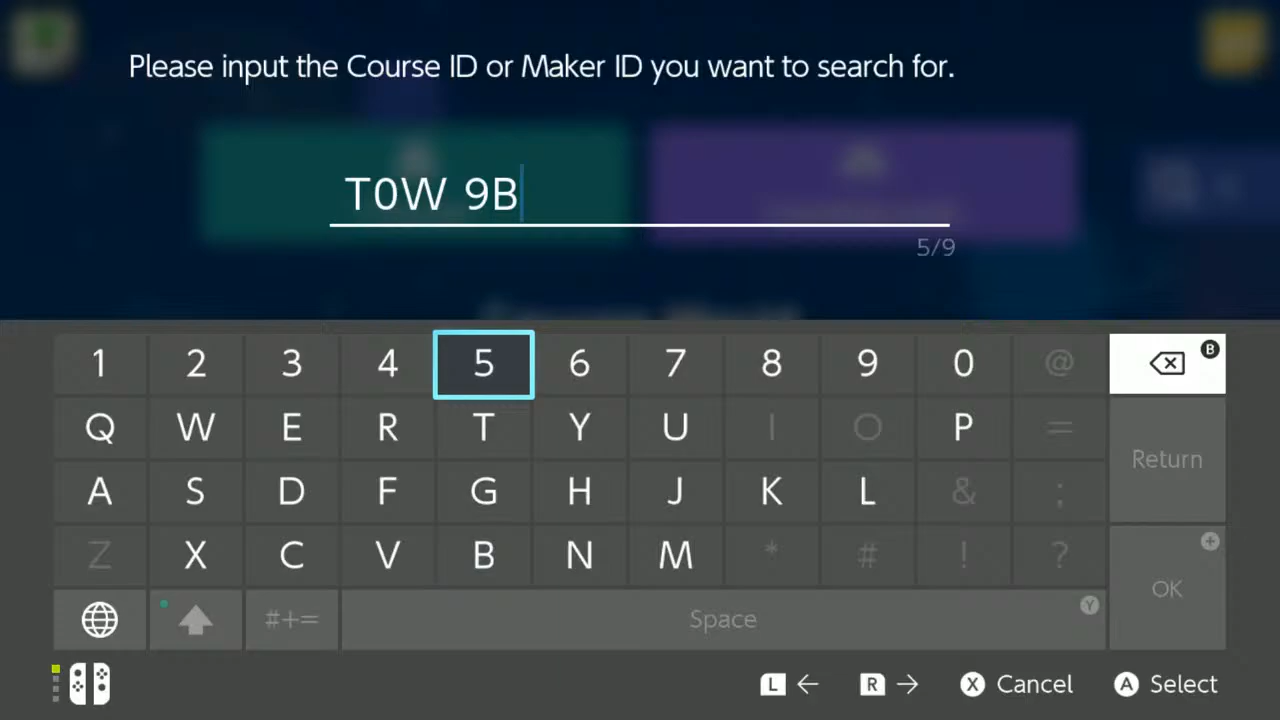 Please input the Course ID or Maker ID you want to search for.
T0W 9B
5/9
1 2 3 4 5 6 7 8 9 0 @ B
Q W E R T Y U I O P = Return
A S D F G H J K L & ;
Z X C V B N M * # ! ? + OK
#+= Space Y
L ← R → X Cancel A Select